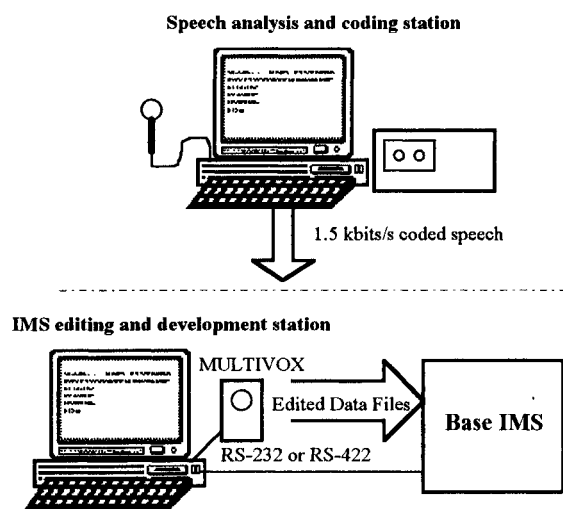 Speech analysis and coding station
1.5 kbits/s coded speech
IMS editing and development station
MULTIVOX
Edited Data Files
Base IMS
RS-232 or RS-422